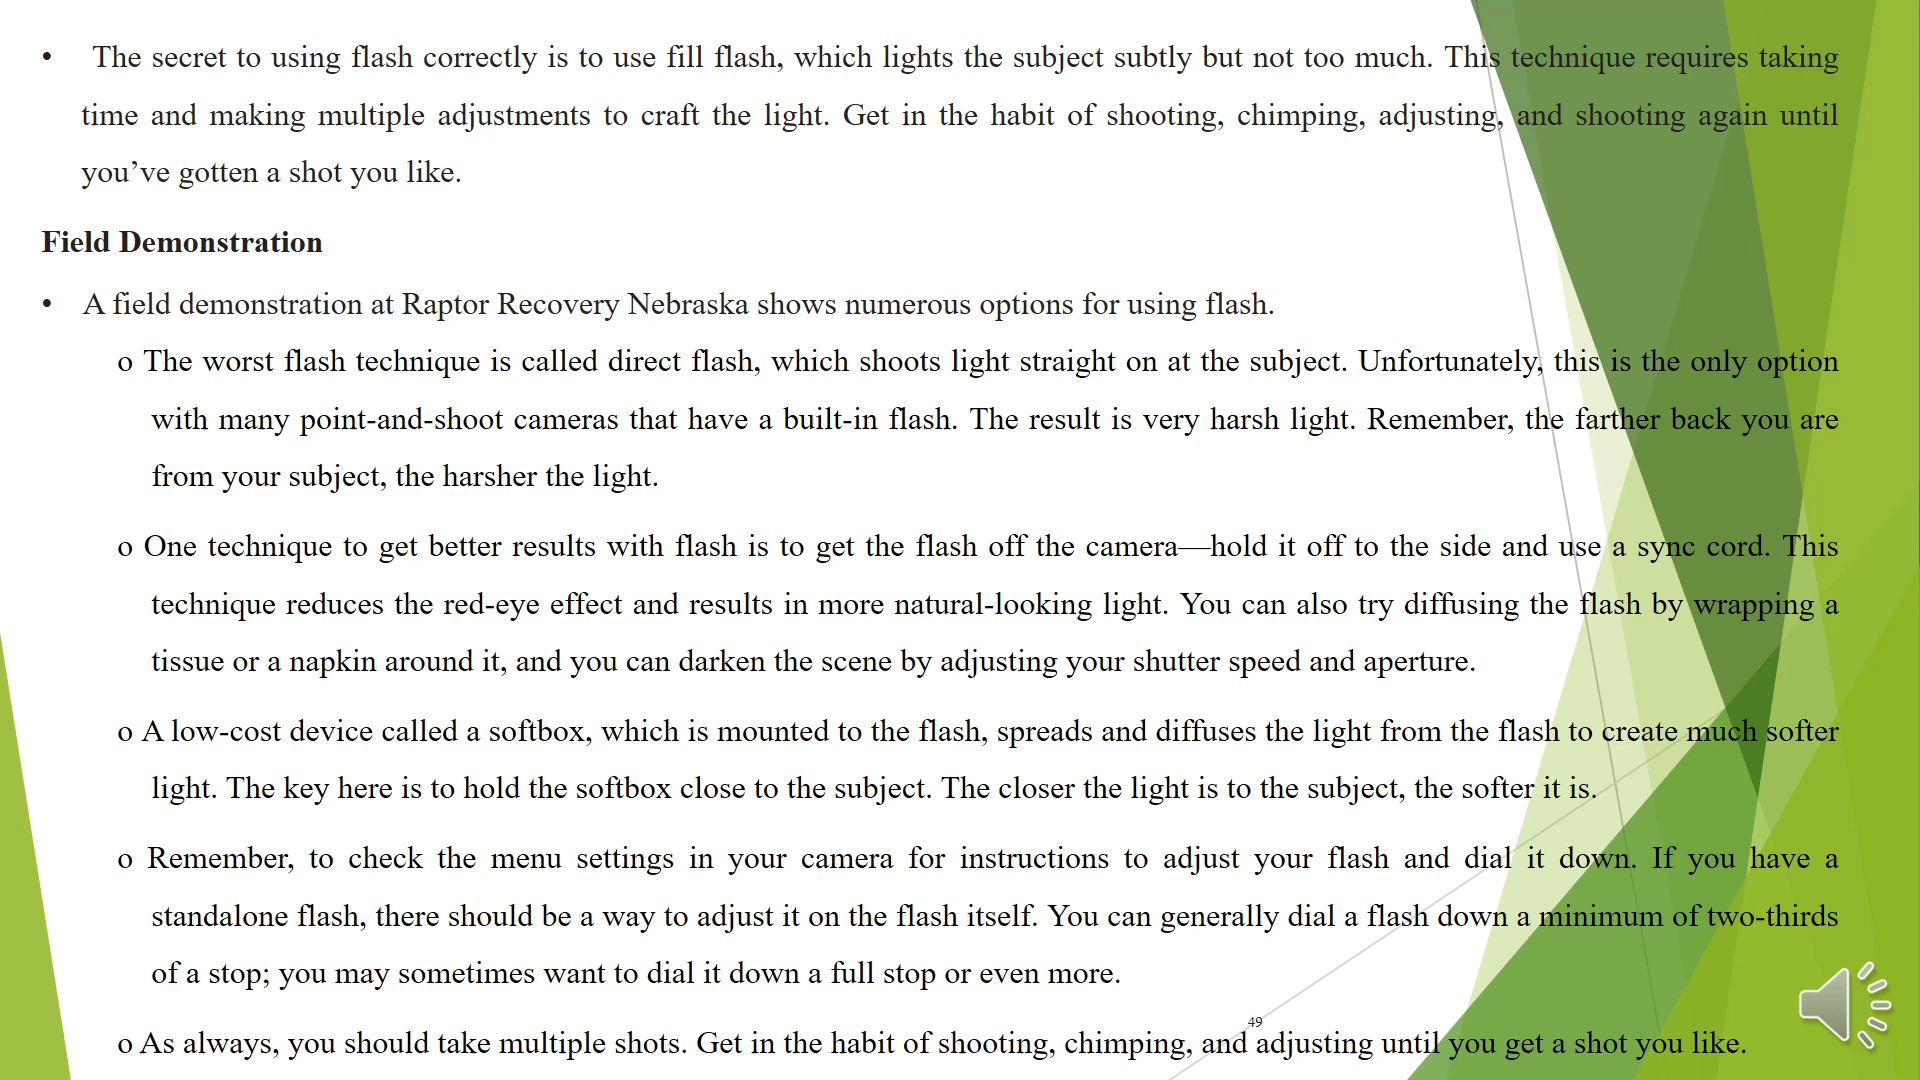 • The secret to using flash correctly is to use fill flash, which lights the subject subtly but not too much. This technique requires taking
time and making multiple adjustments to craft the light. Get in the habit of shooting, chimping, adjusting, and shooting again until
you’ve gotten a shot you like.
Field Demonstration
• A field demonstration at Raptor Recovery Nebraska shows numerous options for using flash.
o The worst flash technique is called direct flash, which shoots light straight on at the subject. Unfortunately, this is the only option
with many point-and-shoot cameras that have a built-in flash. The result is very harsh light. Remember, the farther back you are
from your subject, the harsher the light.
o One technique to get better results with flash is to get the flash off the camera—hold it off to the side and use a sync cord. This
technique reduces the red-eye effect and results in more natural-looking light. You can also try diffusing the flash by wrapping a
tissue or a napkin around it, and you can darken the scene by adjusting your shutter speed and aperture.
o A low-cost device called a softbox, which is mounted to the flash, spreads and diffuses the light from the flash to create much softer
light. The key here is to hold the softbox close to the subject. The closer the light is to the subject, the softer it is.
o Remember, to check the menu settings in your camera for instructions to adjust your flash and dial it down. If you have a
standalone flash, there should be a way to adjust it on the flash itself. You can generally dial a flash down a minimum of two-thirds
of a stop; you may sometimes want to dial it down a full stop or even more.
49
o As always, you should take multiple shots. Get in the habit of shooting, chimping, and adjusting until you get a shot you like.